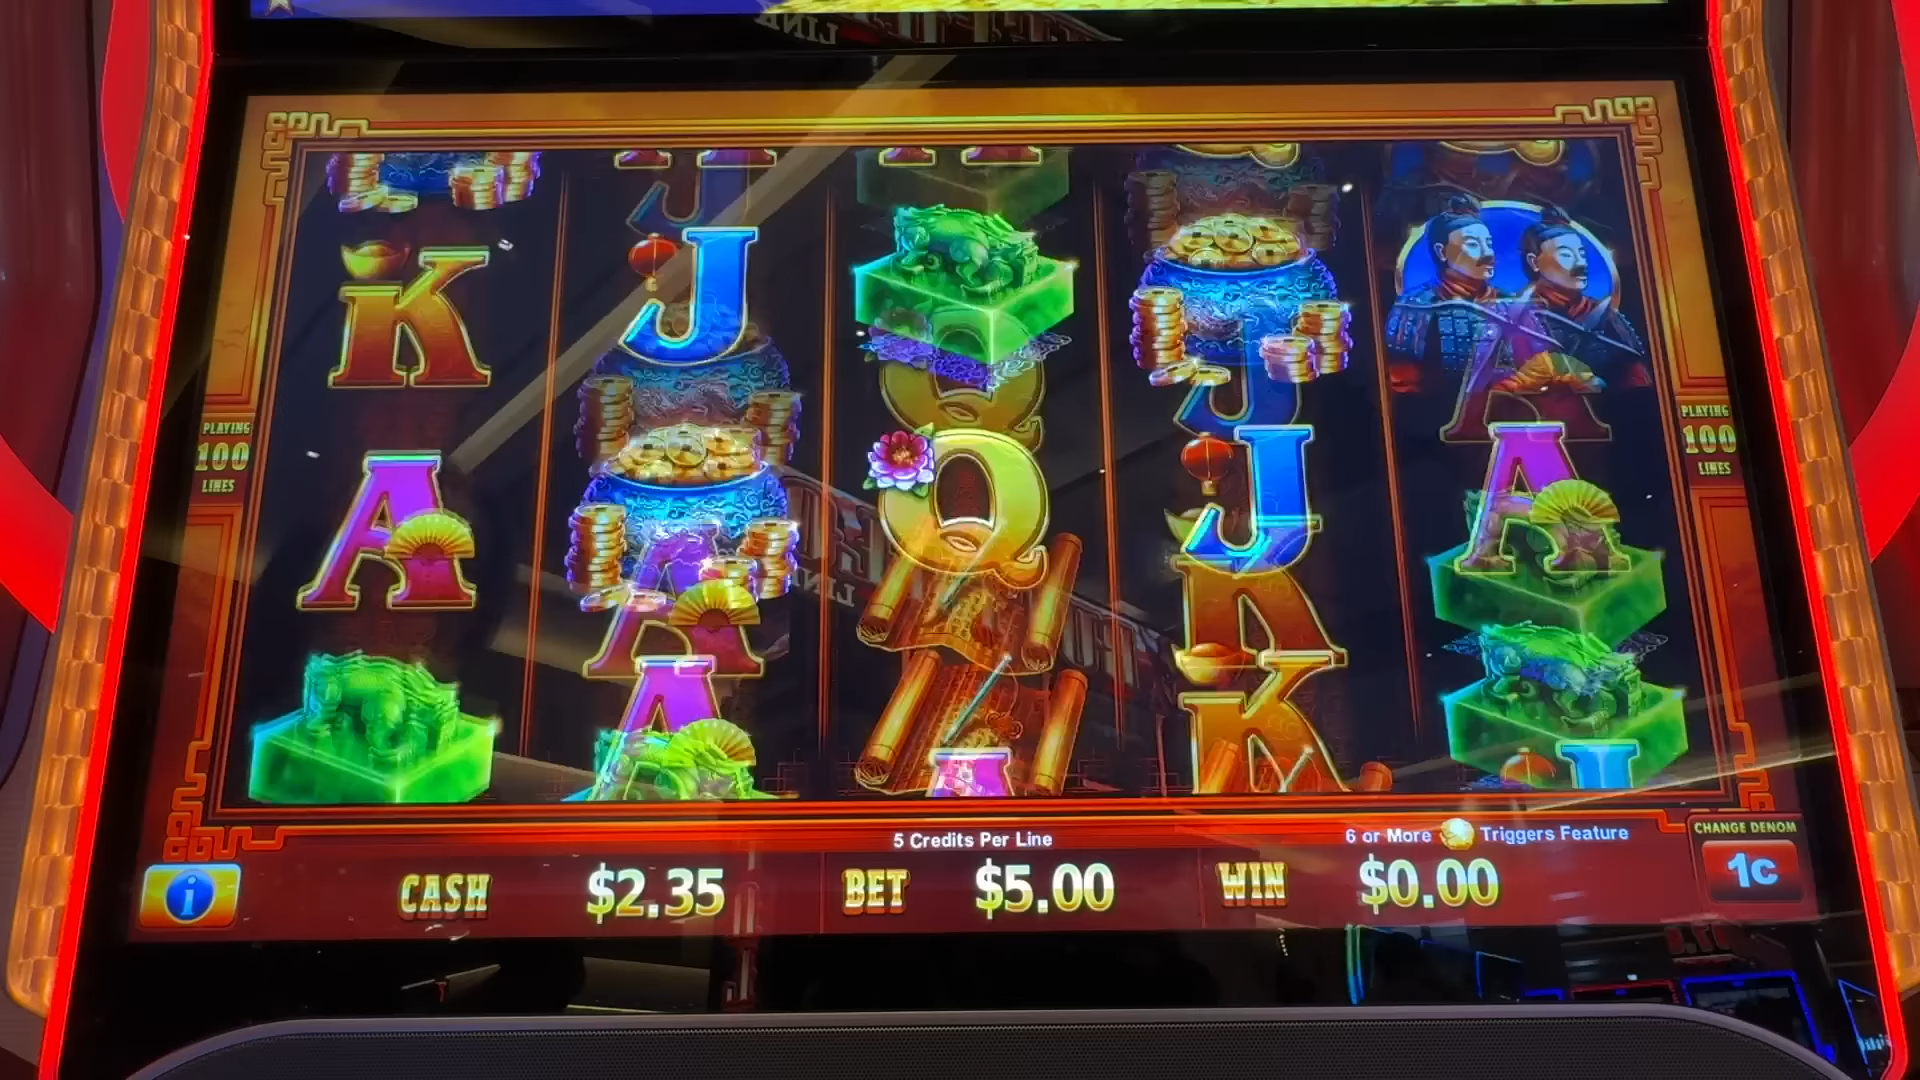 K
J
Q
J
A
A
J
A
K
A
K
J
PLAYING
100
LINES
PLAYING
100
LINES
5 Credits Per Line
6 or More Triggers Feature
CASH $2.35 BET $5.00 WIN $0.00
CHANGE DENOM
1c
i